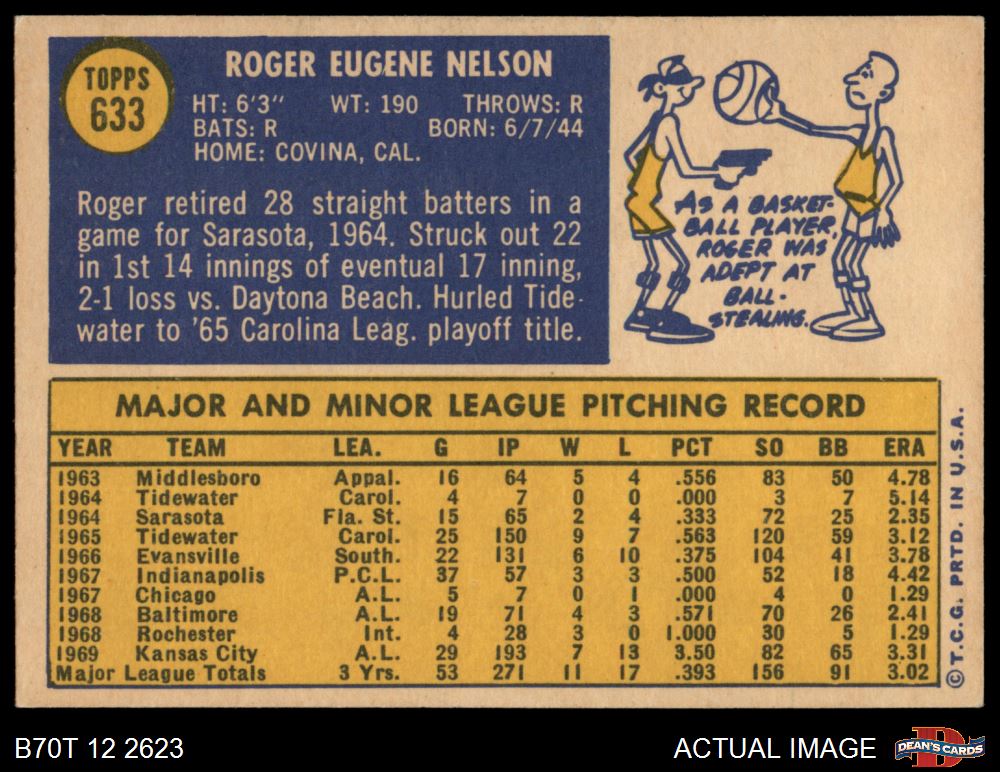 TOPPS
633
ROGER EUGENE NELSON
HT: 6'3" WT: 190 THROWS: R
BATS: R BORN: 6/7/44
HOME: COVINA, CAL.
Roger retired 28 straight batters in a
game for Sarasota, 1964. Struck out 22
in 1st 14 innings of eventual 17 inning,
2-1 loss vs. Daytona Beach. Hurled Tide-
water to '65 Carolina Leag. playoff title.
AS A BASKET-
BALL PLAYER,
ROGER WAS
ADEPT AT
BALL-
STEALING.
MAJOR AND MINOR LEAGUE PITCHING RECORD
YEAR TEAM LEA. G IP W L PCT SO BB ERA
1963 Middlesboro Appal. 16 64 5 4 .556 83 50 4.78
1964 Tidewater Carol. 4 7 0 0 .000 3 7 5.14
1964 Sarasota Fla. St. 15 65 2 4 .333 72 25 2.35
1965 Tidewater Carol. 25 150 9 7 .563 120 59 3.12
1966 Evansville South. 22 131 6 10 .375 104 41 3.78
1967 Indianapolis P.C.L. 37 57 3 3 .500 52 18 4.42
1967 Chicago A.L. 5 7 0 1 .000 4 0 1.29
1968 Baltimore A.L. 19 71 4 3 .571 70 26 2.41
1968 Rochester Int. 4 28 3 0 1.000 30 5 1.29
1969 Kansas City A.L. 29 193 7 13 3.50 82 65 3.31
Major League Totals 3 Yrs. 53 271 11 17 .393 156 91 3.02
©T.C.G. PRTD. IN U.S.A.
B70T 12 2623
ACTUAL IMAGE
D
DEAN'S CARDS